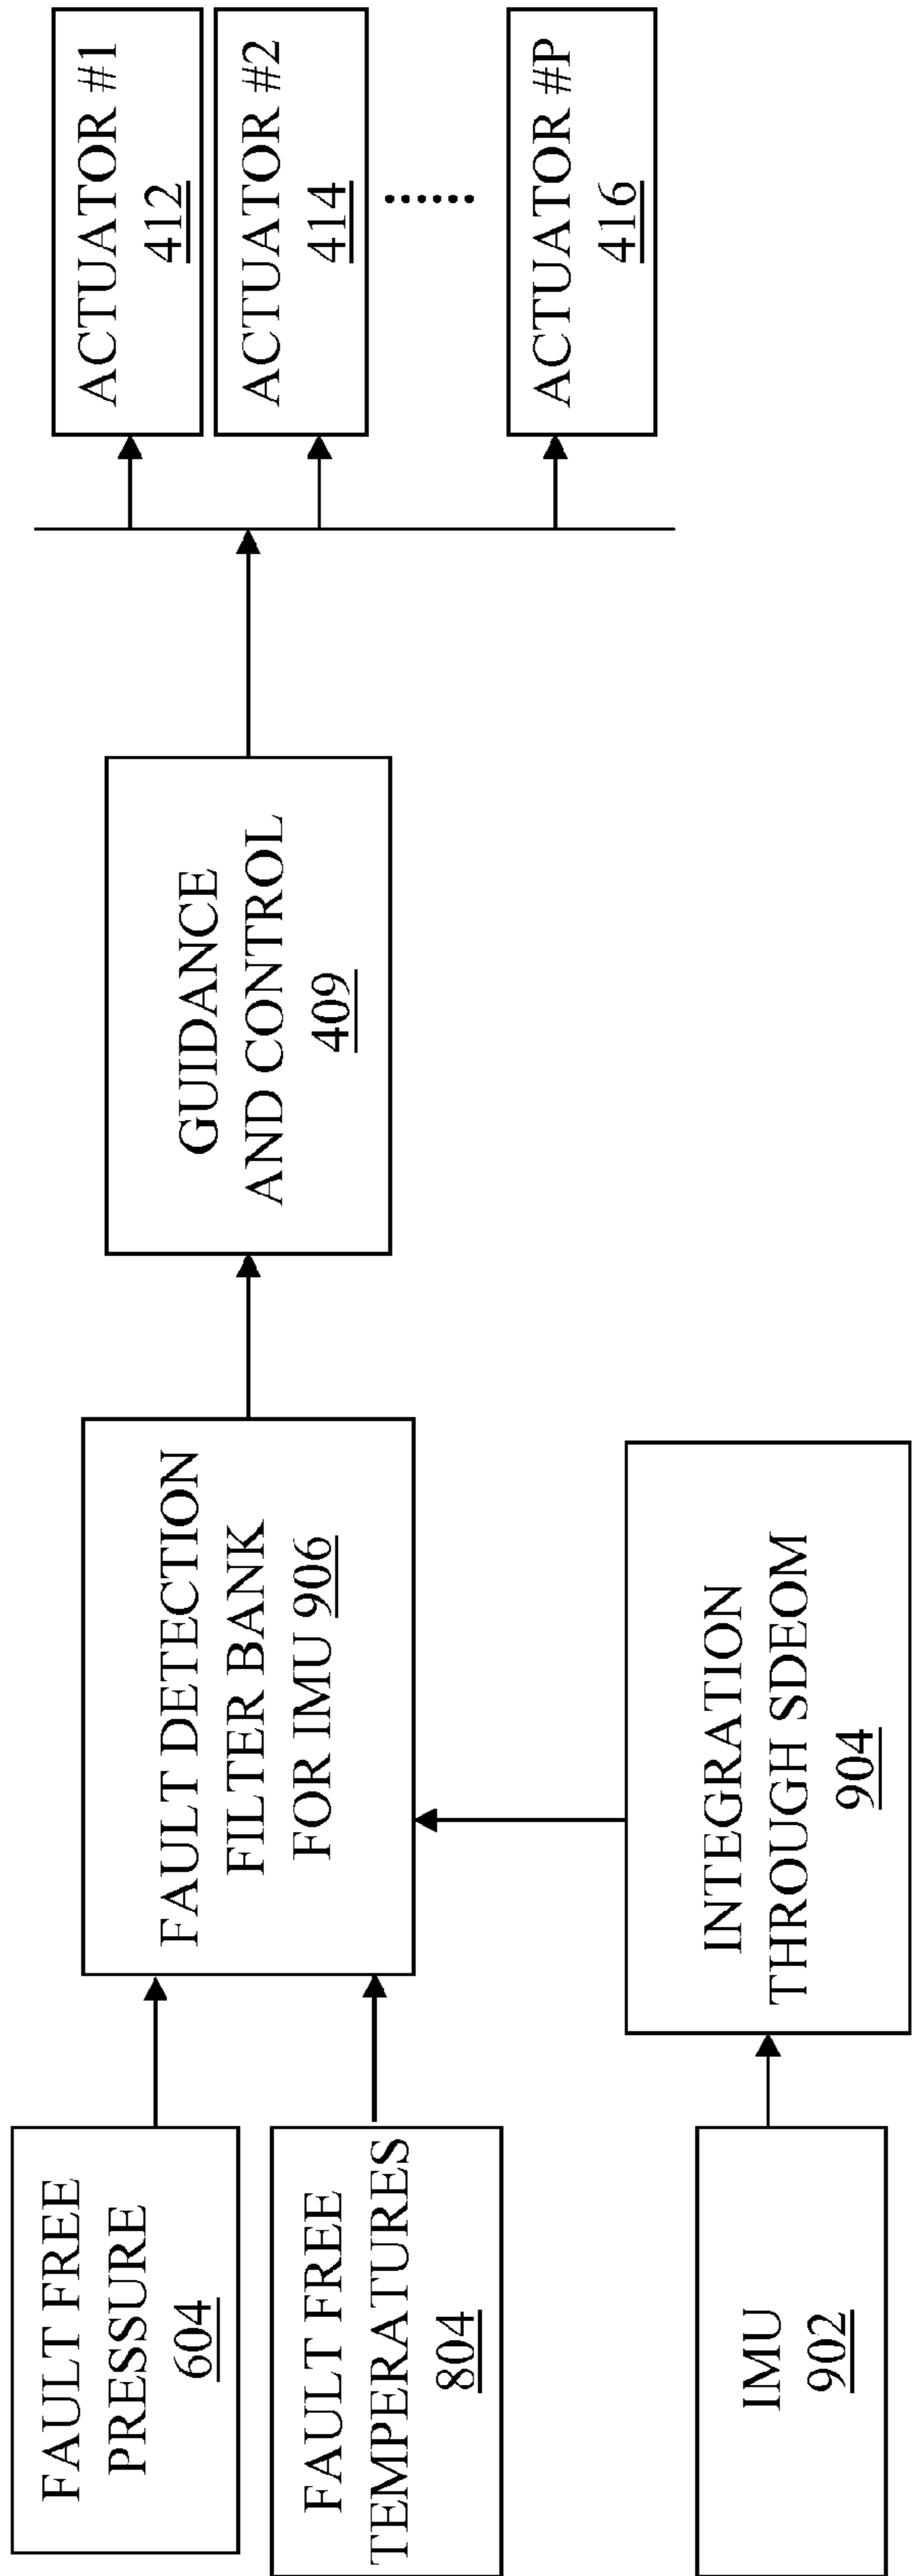 FAULT FREE
PRESSURE
604
FAULT FREE
TEMPERATURES
804
IMU
902
FAULT DETECTION
FILTER BANK
FOR IMU 906
INTEGRATION
THROUGH SDEOM
904
GUIDANCE
AND CONTROL
409
ACTUATOR #1
412
ACTUATOR #2
414
......
ACTUATOR #P
416